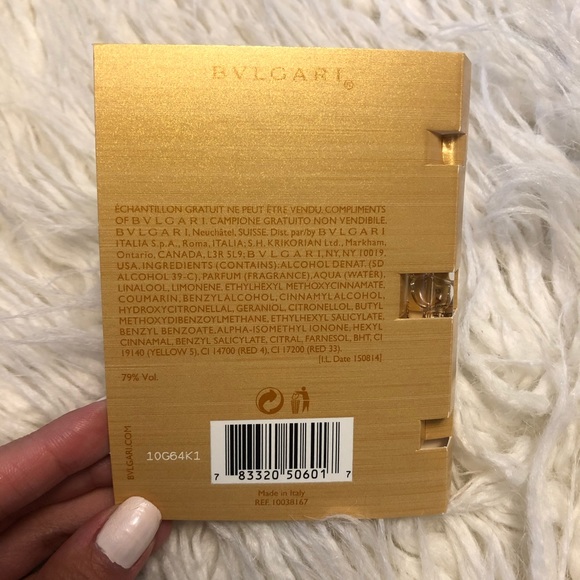 BVLGARI®
ÉCHANTILLON GRATUIT NE PEUT ÊTRE VENDU. COMPLIMENTS
OF BVLGARI. CAMPIONE GRATUITO NON VENDIBILE.
BVLGARI, Neuchâtel, SUISSE. Dist. par/by BVLGARI
ITALIA S.p.A., Roma, ITALIA; S.H. KRIKORIAN Ltd., Markham,
Ontario, CANADA, L3R 5L9; BVLGARI, NY, NY 10019,
USA. INGREDIENTS (CONTAINS): ALCOHOL DENAT. (SD
ALCOHOL 39-C), PARFUM (FRAGRANCE), AQUA (WATER),
LINALOOL, LIMONENE, ETHYLHEXYL METHOXYCINNAMATE,
COUMARIN, BENZYL ALCOHOL, CINNAMYL ALCOHOL,
HYDROXYCITRONELLAL, GERANIOL, CITRONELLOL, BUTYL
METHOXYDIBENZOYLMETHANE, ETHYLHEXYL SALICYLATE,
BENZYL BENZOATE, ALPHA-ISOMETHYL IONONE, HEXYL
CINNAMAL, BENZYL SALICYLATE, CITRAL, FARNESOL, BHT, CI
19140 (YELLOW 5), CI 14700 (RED 4), CI 17200 (RED 33).
[I.L. Date 150814]
79% Vol.
BVLGARI.COM
10G64K1
7 83320 50601 7
Made in Italy
REF. 10038167